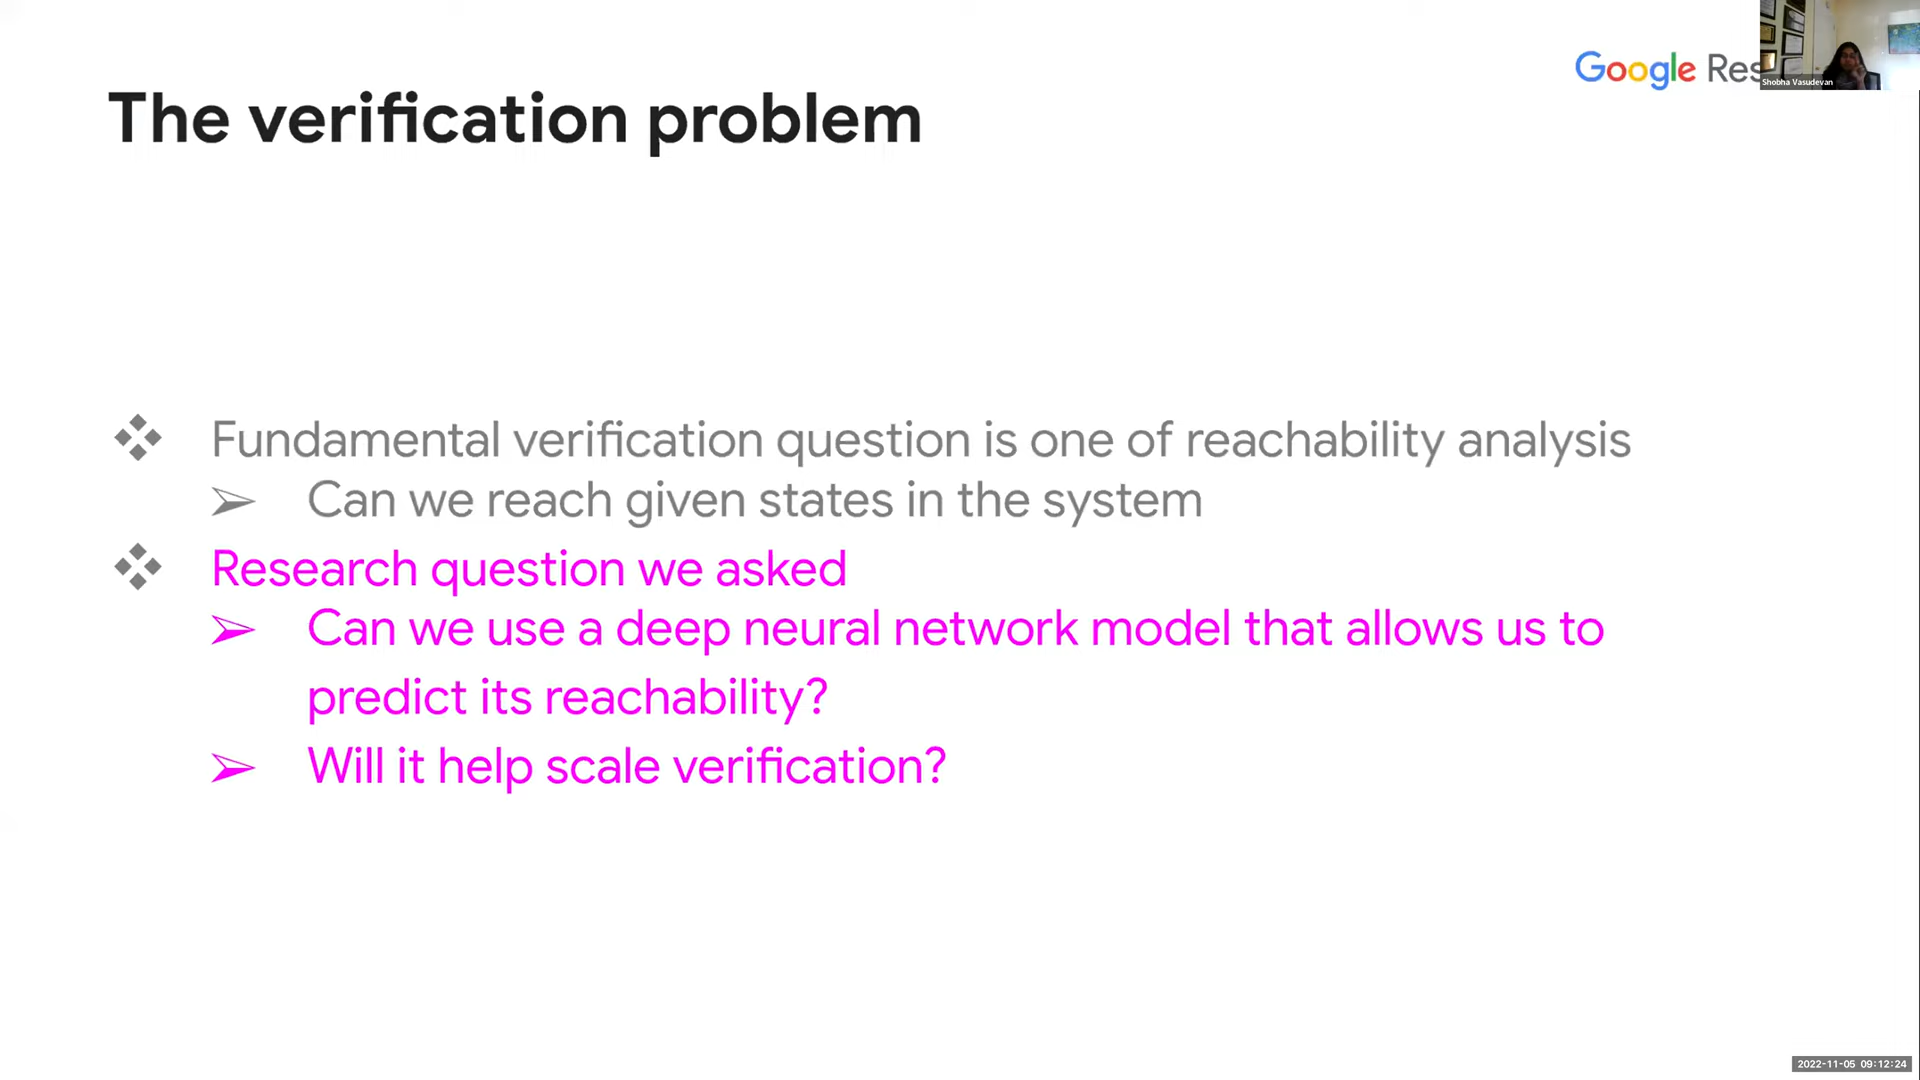 Google Res
Shobha Vasudevan
The verification problem
Fundamental verification question is one of reachability analysis
Can we reach given states in the system
Research question we asked
Can we use a deep neural network model that allows us to
predict its reachability?
Will it help scale verification?
2022-11-05 09:12:24